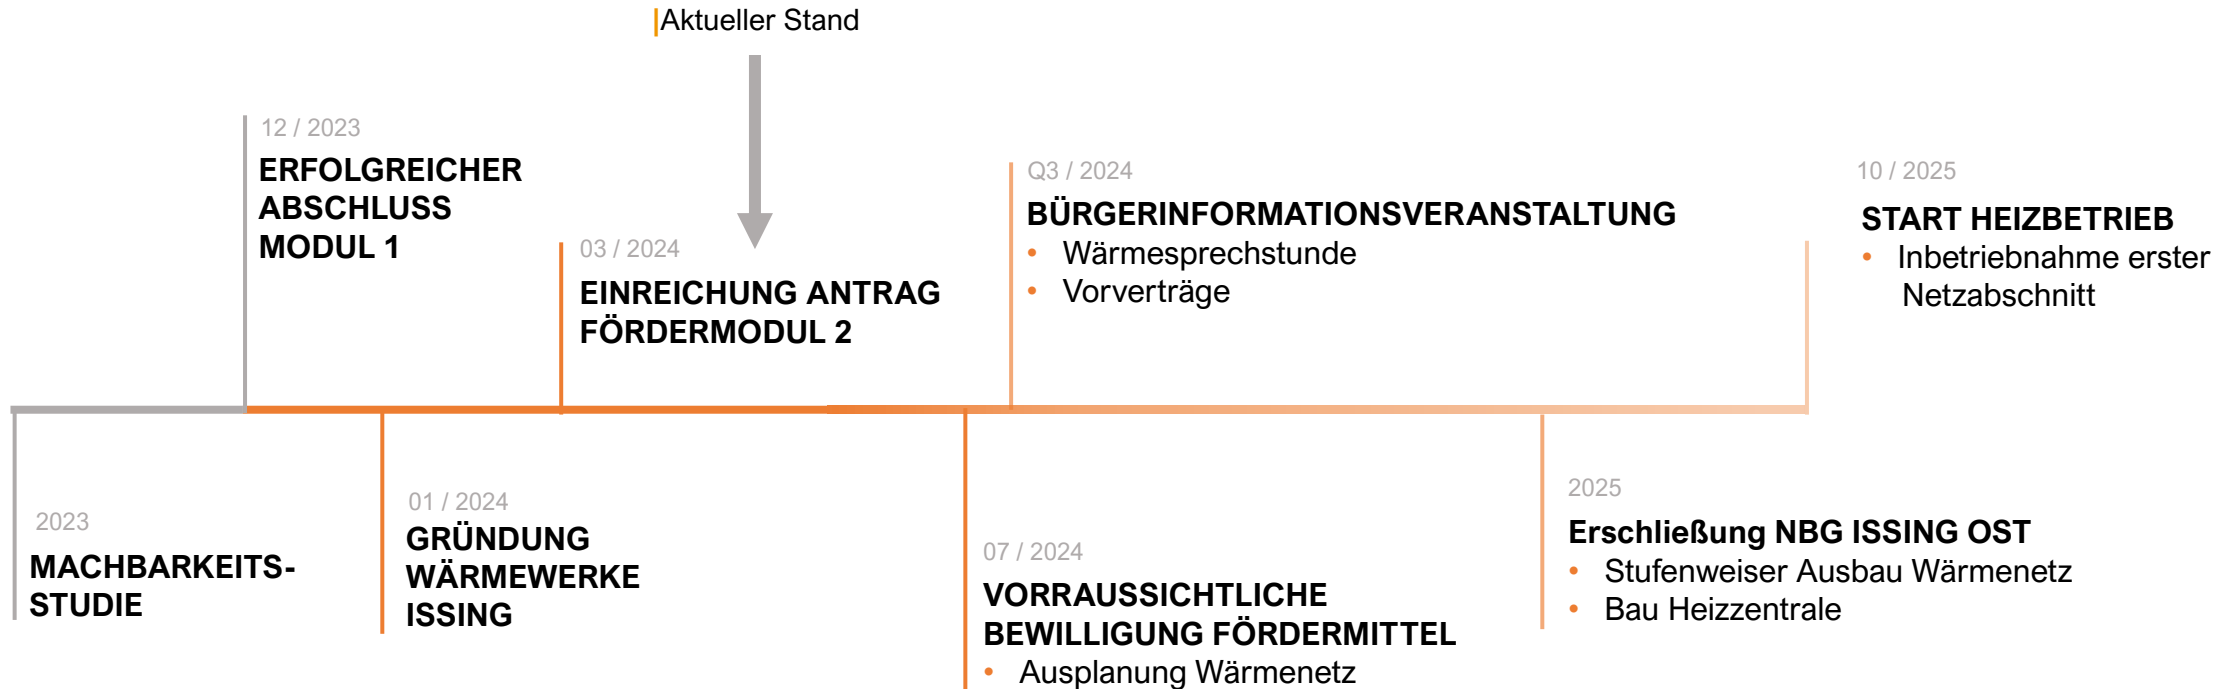 |Aktueller Stand
12 / 2023
ERFOLGREICHER
ABSCHLUSS
MODUL 1
03 / 2024
EINREICHUNG ANTRAG
FÖRDERMODUL 2
Q3 / 2024
BÜRGERINFORMATIONSVERANSTALTUNG
• Wärmesprechstunde
• Vorverträge
10 / 2025
START HEIZBETRIEB
• Inbetriebnahme erster
Netzabschnitt
2023
MACHBARKEITS-
STUDIE
01 / 2024
GRÜNDUNG
WÄRMEWERKE
ISSING
07 / 2024
VORRAUSSICHTLICHE
BEWILLIGUNG FÖRDERMITTEL
• Ausplanung Wärmenetz
2025
Erschließung NBG ISSING OST
• Stufenweiser Ausbau Wärmenetz
• Bau Heizzentrale